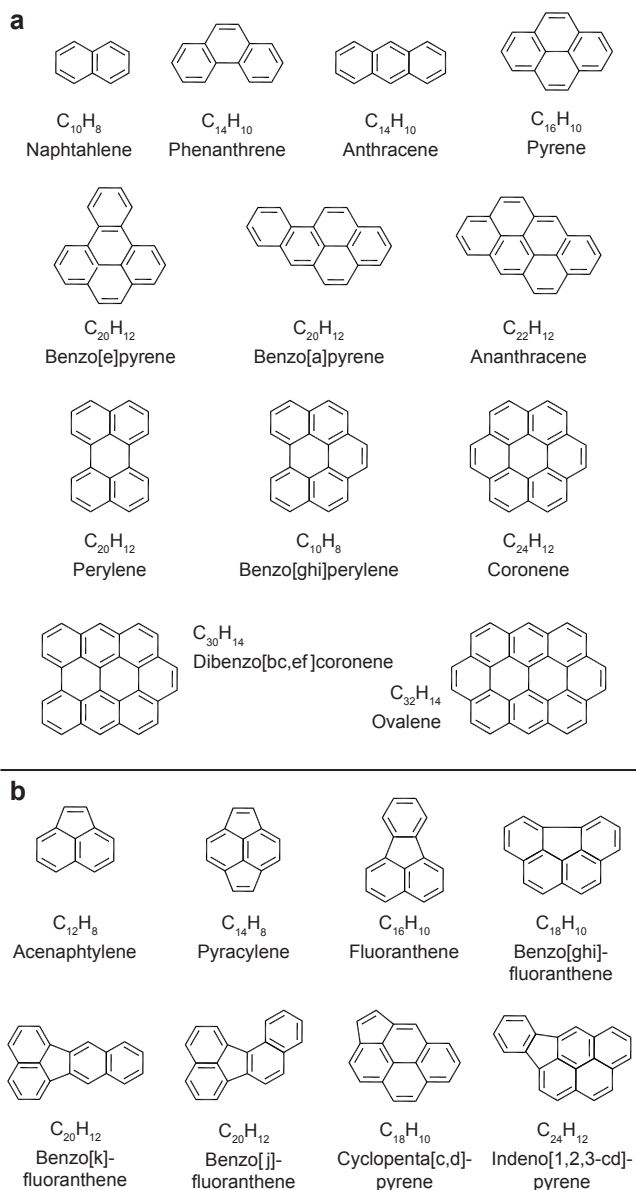 a
C10H8
Naphtahlene
C14H10
Phenanthrene
C14H10
Anthracene
C16H10
Pyrene
C20H12
Benzo[e]pyrene
C20H12
Benzo[a]pyrene
C22H12
Ananthracene
C20H12
Perylene
C10H8
Benzo[ghi]perylene
C24H12
Coronene
C30H14
Dibenzo[bc,ef]coronene
C32H14
Ovalene
b
C12H8
Acenaphtylene
C14H8
Pyracylene
C16H10
Fluoranthene
C18H10
Benzo[ghi]-
fluoranthene
C20H12
Benzo[k]-
fluoranthene
C20H12
Benzo[j]-
fluoranthene
C18H10
Cyclopenta[c,d]-
pyrene
C24H12
Indeno[1,2,3-cd]-
pyrene